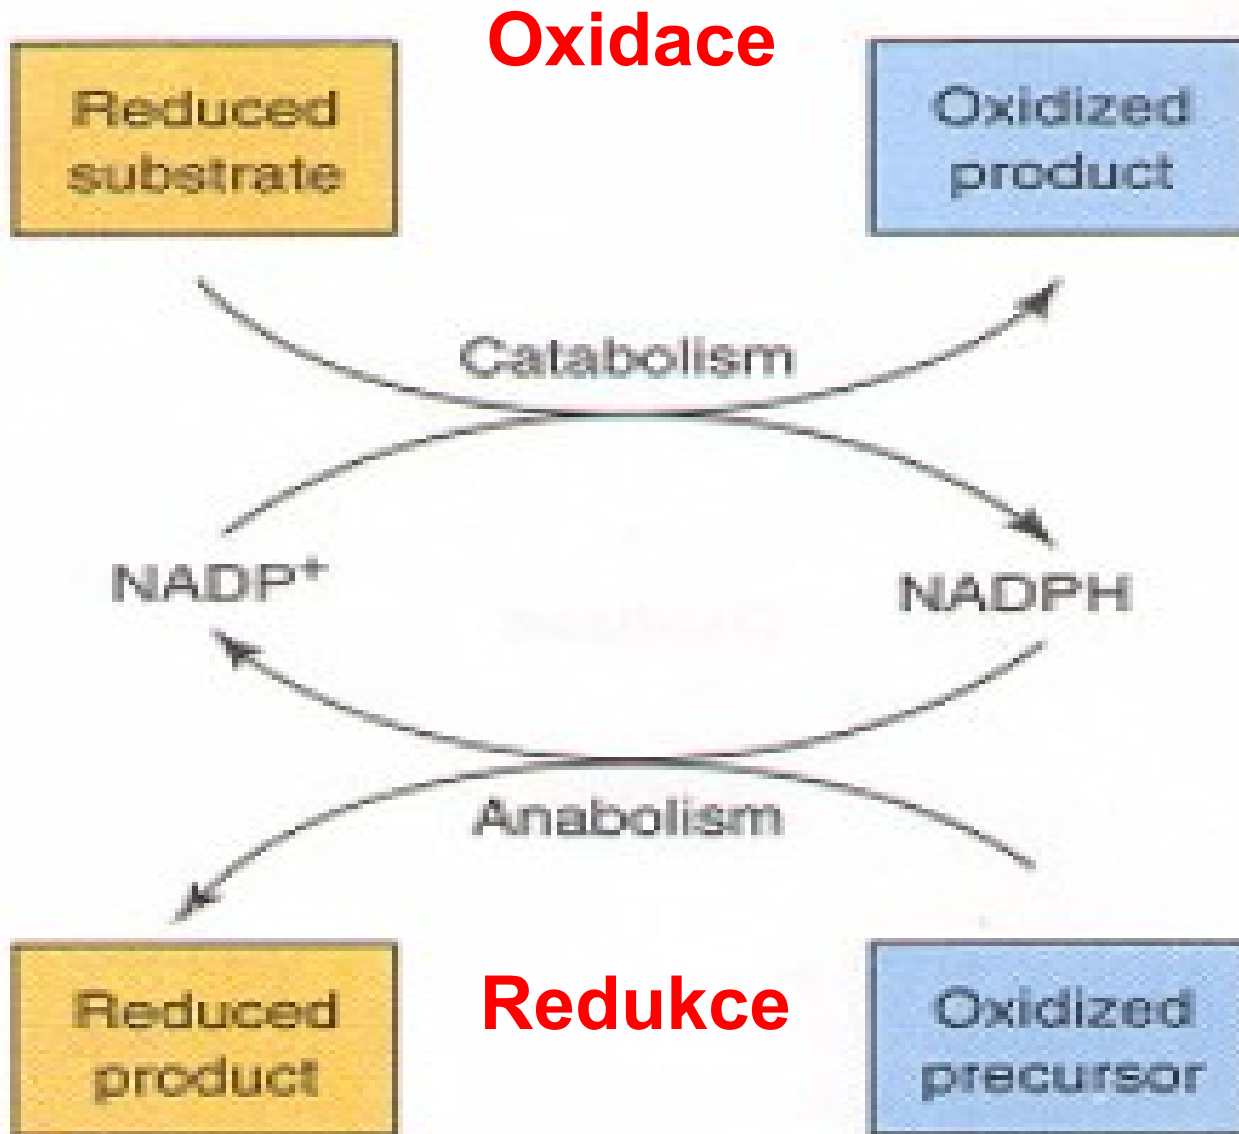 Oxidace
Reduced
substrate
Oxidized
product
Catabolism
NADP⁺
NADPH
Anabolism
Reduced
product
Redukce
Oxidized
precursor